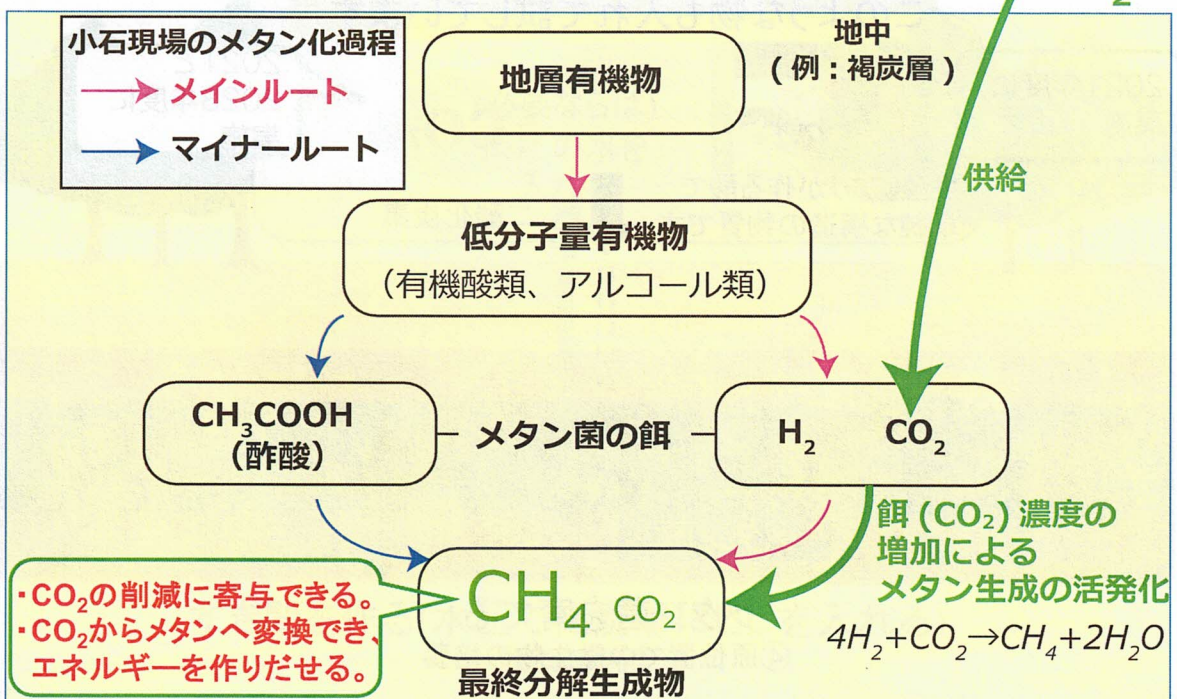 小石現場のメタン化過程
メインルート
マイナールート
地層有機物
地中
(例：褐炭層)
供給
低分子量有機物
（有機酸類、アルコール類）
CH₃COOH
（酢酸）
メタン菌の餌
H₂ CO₂
餌(CO₂)濃度の
増加による
メタン生成の活発化
4H₂+CO₂→CH₄+2H₂O
CH₄ CO₂
最終分解生成物
・CO₂の削減に寄与できる。
・CO₂からメタンへ変換でき、
エネルギーを作りだせる。